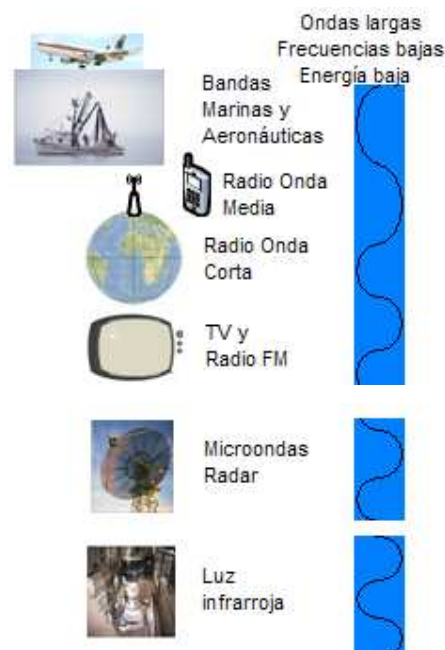 Ondas largas
Frecuencias bajas
Energía baja
Bandas
Marinas y
Aeronáuticas
Radio Onda
Media
Radio Onda
Corta
TV y
Radio FM
Microondas
Radar
Luz
infrarroja